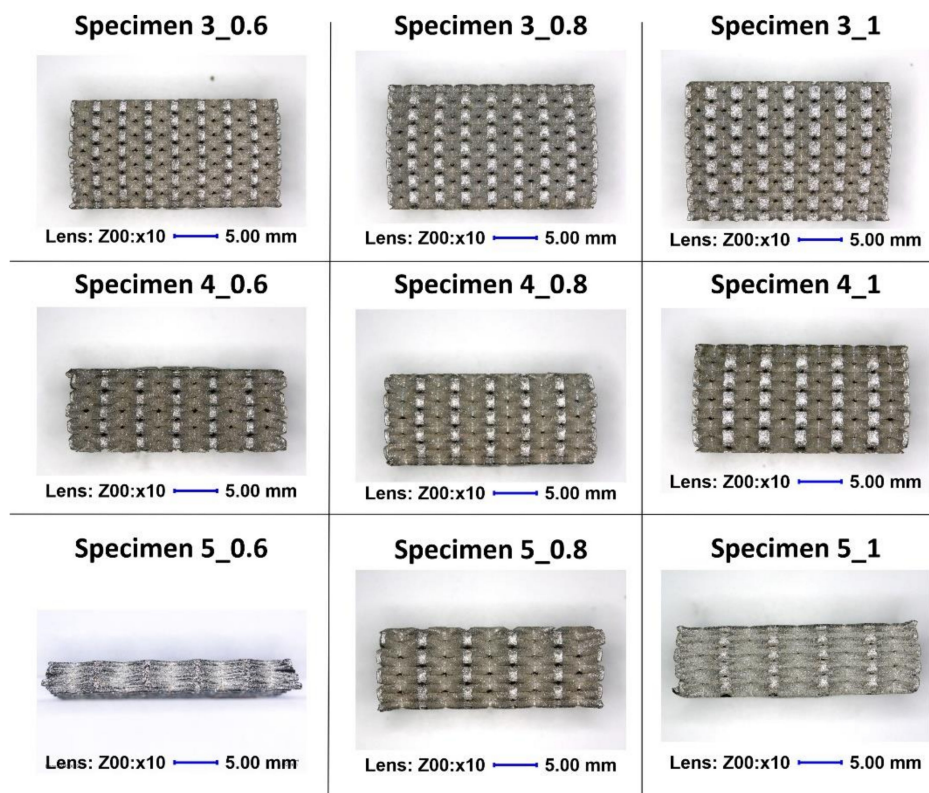 Specimen 3_0.6
Specimen 3_0.8
Specimen 3_1
Lens: Z00:x10 5.00 mm
Lens: Z00:x10 5.00 mm
Lens: Z00:x10 5.00 mm
Specimen 4_0.6
Specimen 4_0.8
Specimen 4_1
Lens: Z00:x10 5.00 mm
Lens: Z00:x10 5.00 mm
Lens: Z00:x10 5.00 mm
Specimen 5_0.6
Specimen 5_0.8
Specimen 5_1
Lens: Z00:x10 5.00 mm
Lens: Z00:x10 5.00 mm
Lens: Z00:x10 5.00 mm